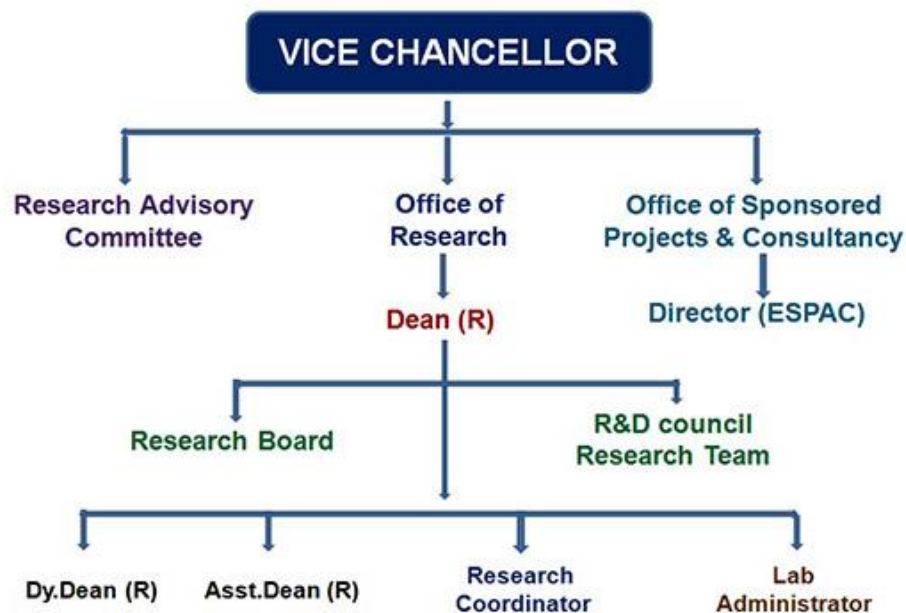 VICE CHANCELLOR
Research Advisory
Committee
Office of
Research
Office of Sponsored
Projects & Consultancy
Dean (R)
Director (ESPAC)
Research Board
R&D council
Research Team
Dy.Dean (R)
Asst.Dean (R)
Research
Coordinator
Lab
Administrator